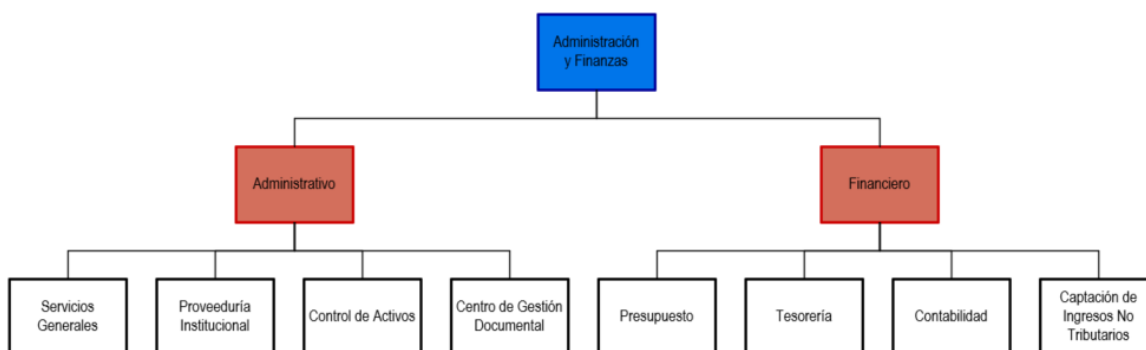 Administración
y Finanzas
Administrativo
Financiero
Servicios
Generales
Proveeduría
Institucional
Control de Activos
Centro de Gestión
Documental
Presupuesto
Tesorería
Contabilidad
Captación de
Ingresos No
Tributarios